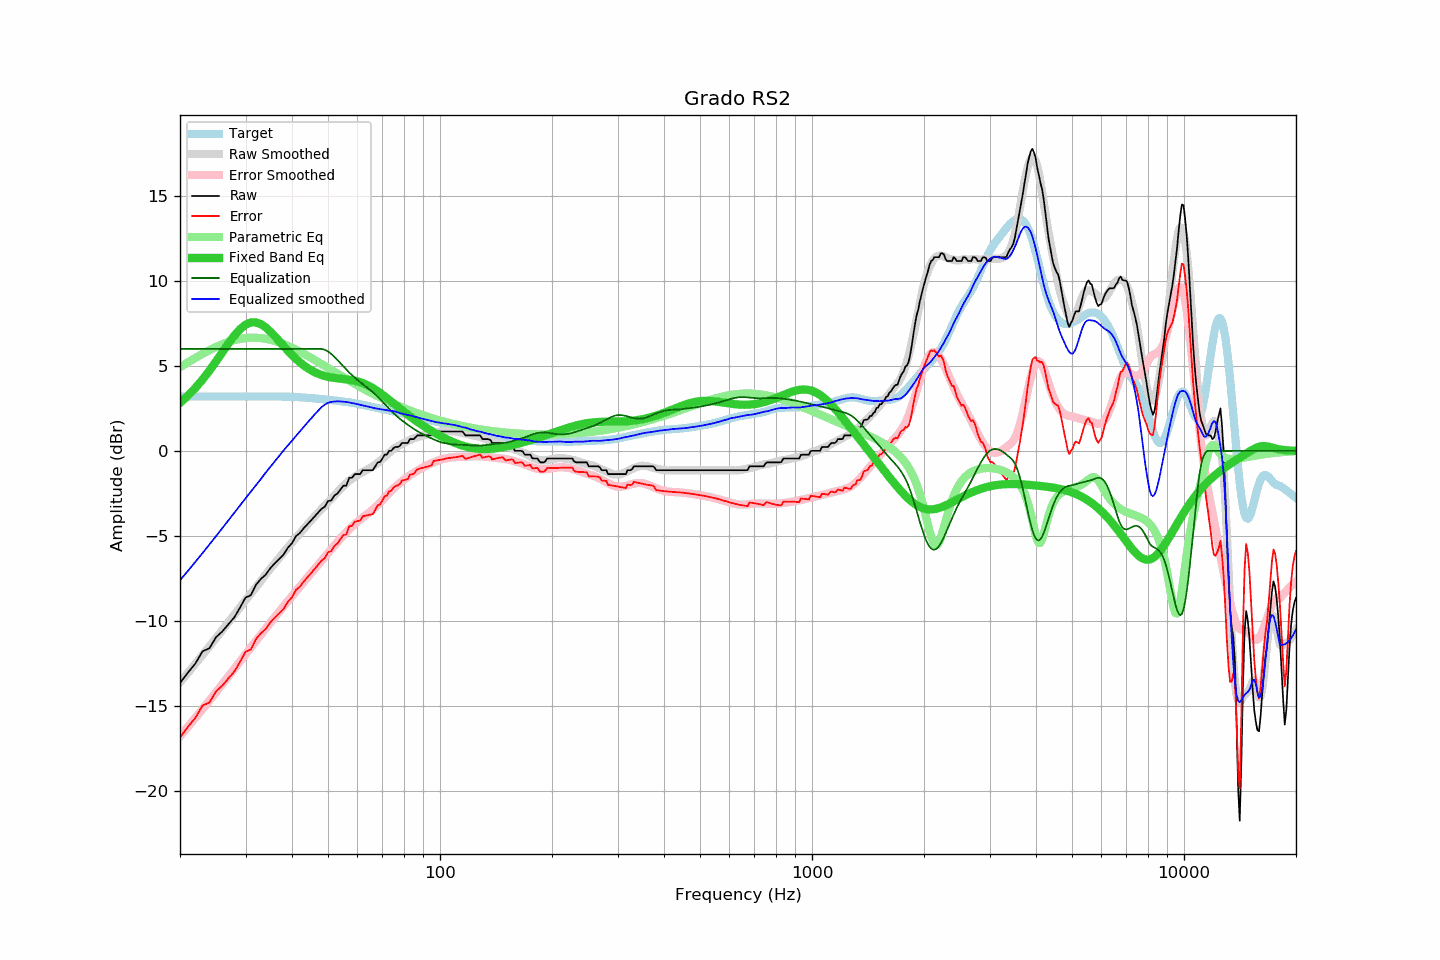 Grado RS2
Target
Raw Smoothed
Error Smoothed
Raw
Error
Parametric Eq
Fixed Band Eq
Equalization
Equalized smoothed
15
10
5
0
−5
−10
−15
−20
Amplitude (dBr)
100 1000 10000
Frequency (Hz)